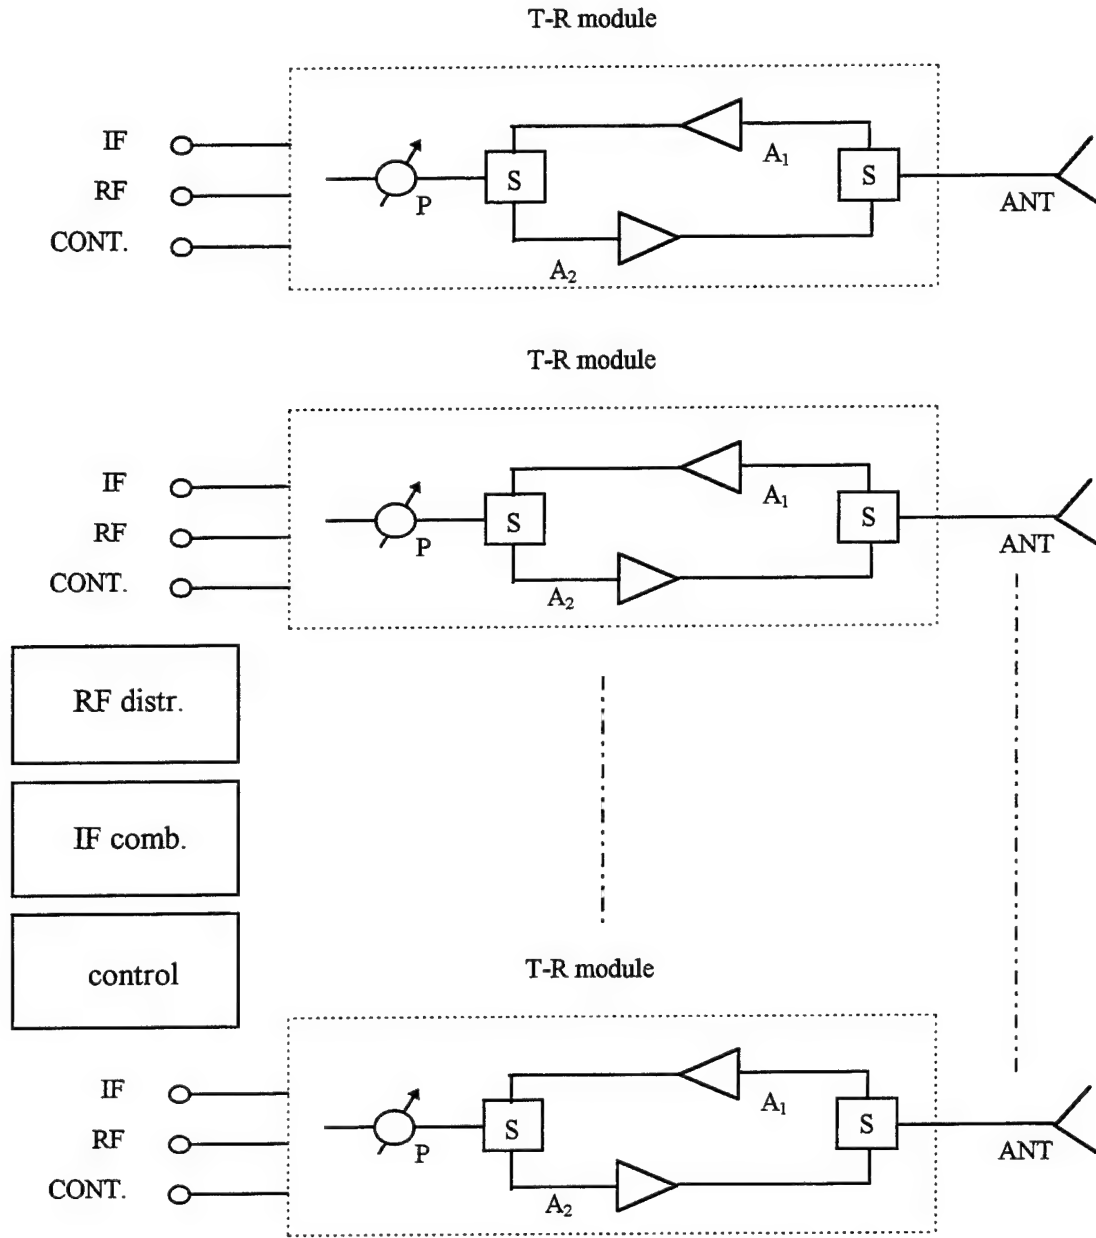 T-R module
IF
RF
CONT.
P
S
A₁
A₂
S
ANT
T-R module
IF
RF
CONT.
P
S
A₁
A₂
S
ANT
RF distr.
IF comb.
control
T-R module
IF
RF
CONT.
P
S
A₁
A₂
S
ANT